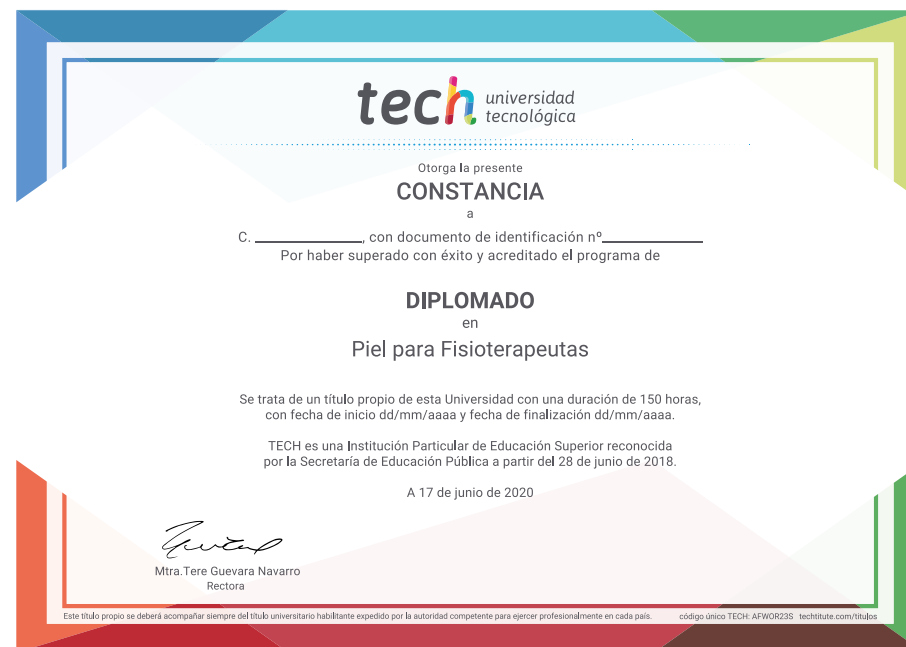 tech universidad
tecnológica
Otorga la presente
CONSTANCIA
a
C. ____________, con documento de identificación nº____________
Por haber superado con éxito y acreditado el programa de
DIPLOMADO
en
Piel para Fisioterapeutas
Se trata de un título propio de esta Universidad con una duración de 150 horas,
con fecha de inicio dd/mm/aaaa y fecha de finalización dd/mm/aaaa.
TECH es una Institución Particular de Educación Superior reconocida
por la Secretaría de Educación Pública a partir del 28 de junio de 2018.
A 17 de junio de 2020
Mtra.Tere Guevara Navarro
Rectora
Este título propio se deberá acompañar siempre del título universitario habilitante expedido por la autoridad competente para ejercer profesionalmente en cada país. código único TECH: AFWOR23S techtitute.com/titulos